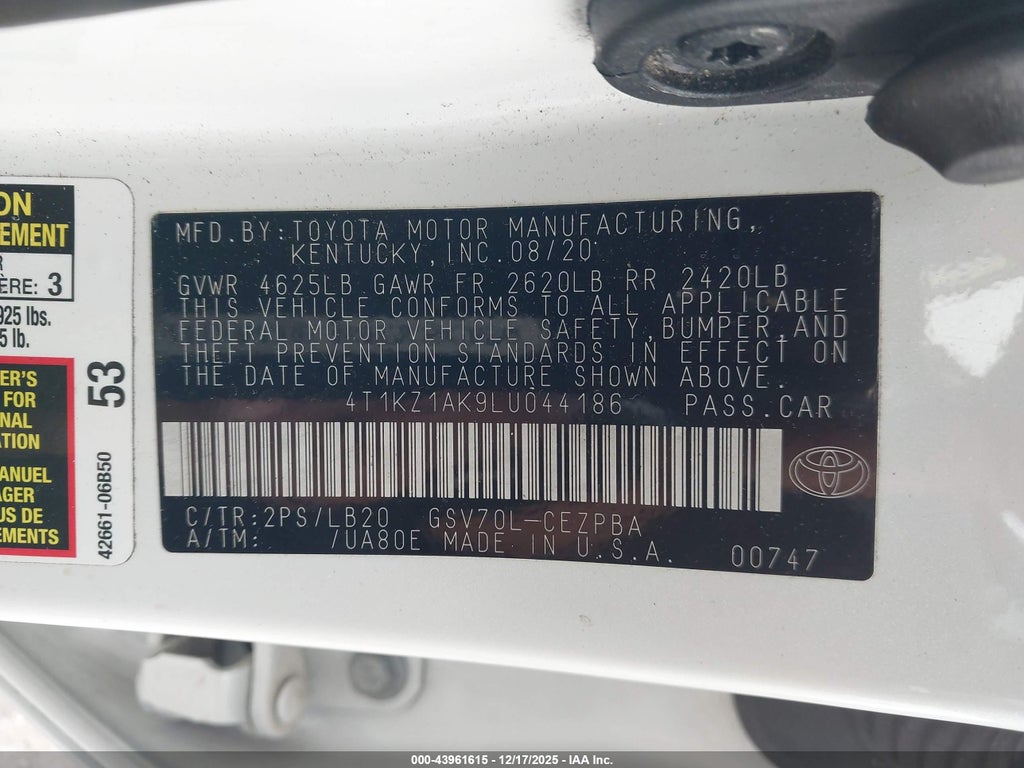 ON
EMENT
R
ÈRE: 3
925 lbs.
5 lb.
ER'S
FOR
NAL
ATION
MANUEL
AGER
US DE
EMENTS
53
42661-06B50
MFD.BY:TOYOTA MOTOR MANUFACTURING,
KENTUCKY,INC.08/20
GVWR 4625LB GAWR FR 2620LB RR 2420LB
THIS VEHICLE CONFORMS TO ALL APPLICABLE
FEDERAL MOTOR VEHICLE SAFETY,BUMPER,AND
THEFT PREVENTION STANDARDS IN EFFECT ON
THE DATE OF MANUFACTURE SHOWN ABOVE.
4T1KZ1AK9LU044186 PASS.CAR
C/TR:2PS/LB20 GSV70L-CEZPBA
A/TM: /UA80E MADE IN U.S.A. 00747
000-43961615 | 12/17/2025 | IAA Inc.